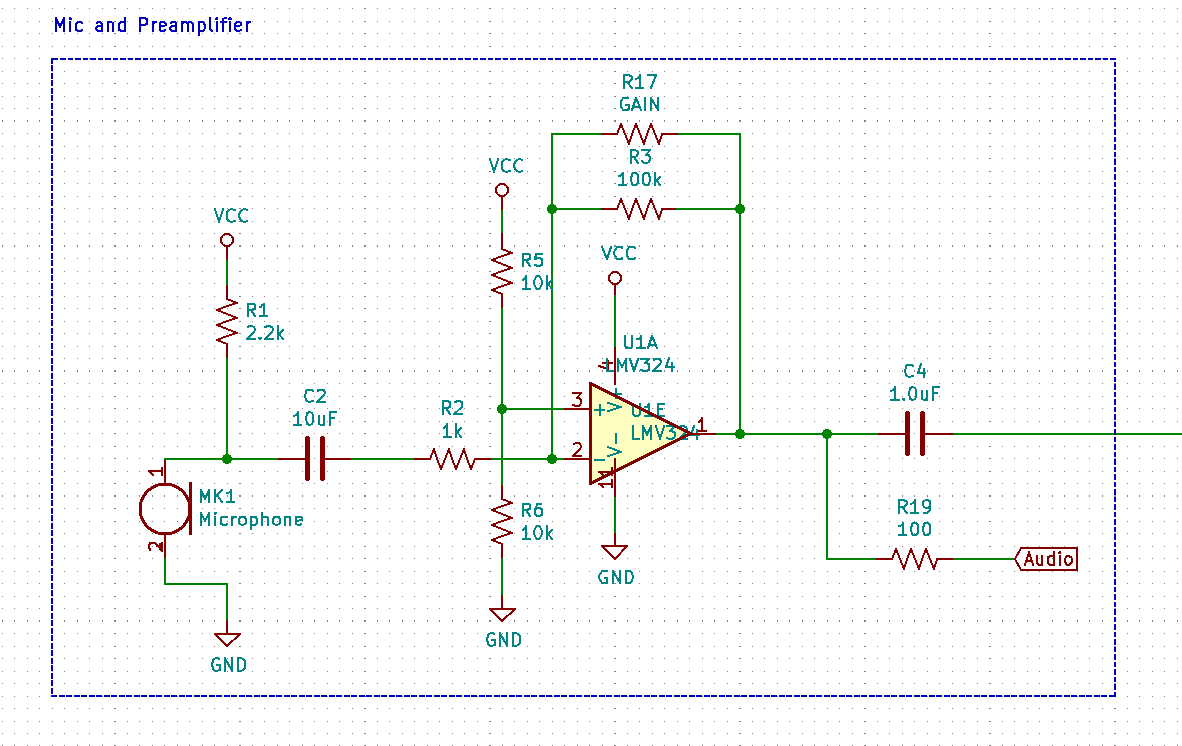 Mic and Preamplifier
R17
GAIN
R3
100k
VCC
VCC
R5
10k
VCC
R1
2.2k
U1A
LMV324
4
C2
10uF
R2
1k
3
+
V+
U1E
LMV324
1
2
-
V-
11
C4
1.0uF
1
MK1
Microphone
2
R6
10k
R19
100
Audio
GND
GND
GND